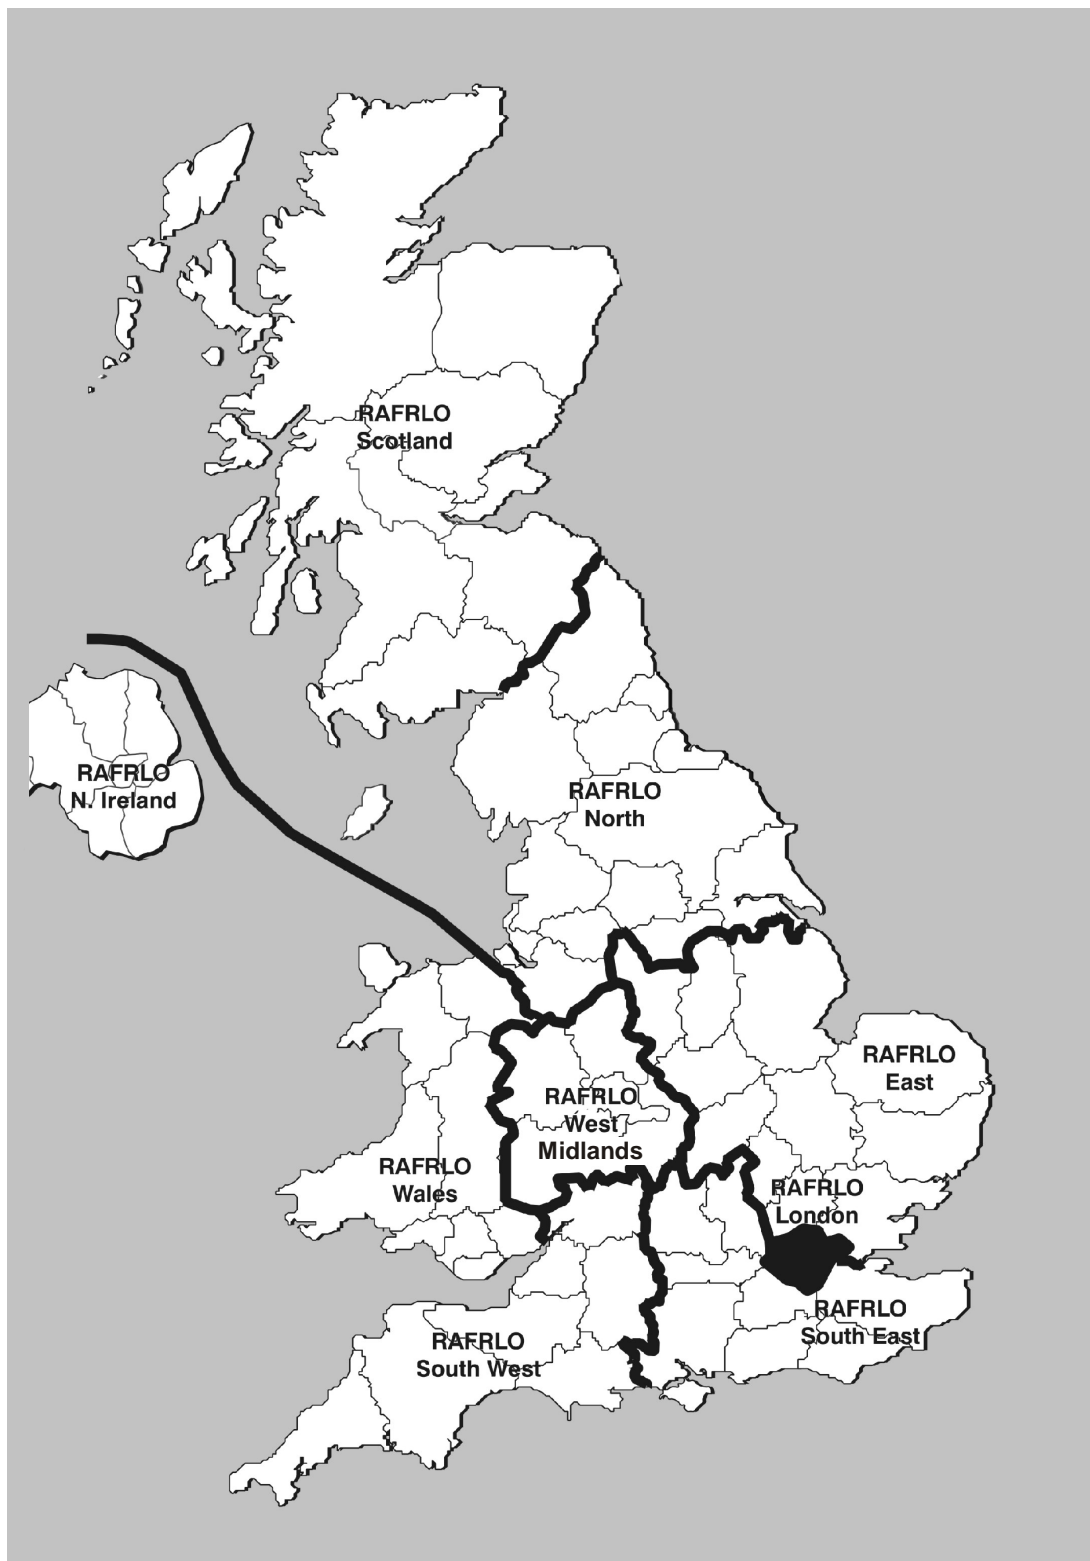 RAFRLO
Scotland
RAFRLO
N. Ireland
RAFRLO
North
RAFRLO
East
RAFRLO
West
Midlands
RAFRLO
Wales
RAFRLO
London
RAFRLO
South East
RAFRLO
South West